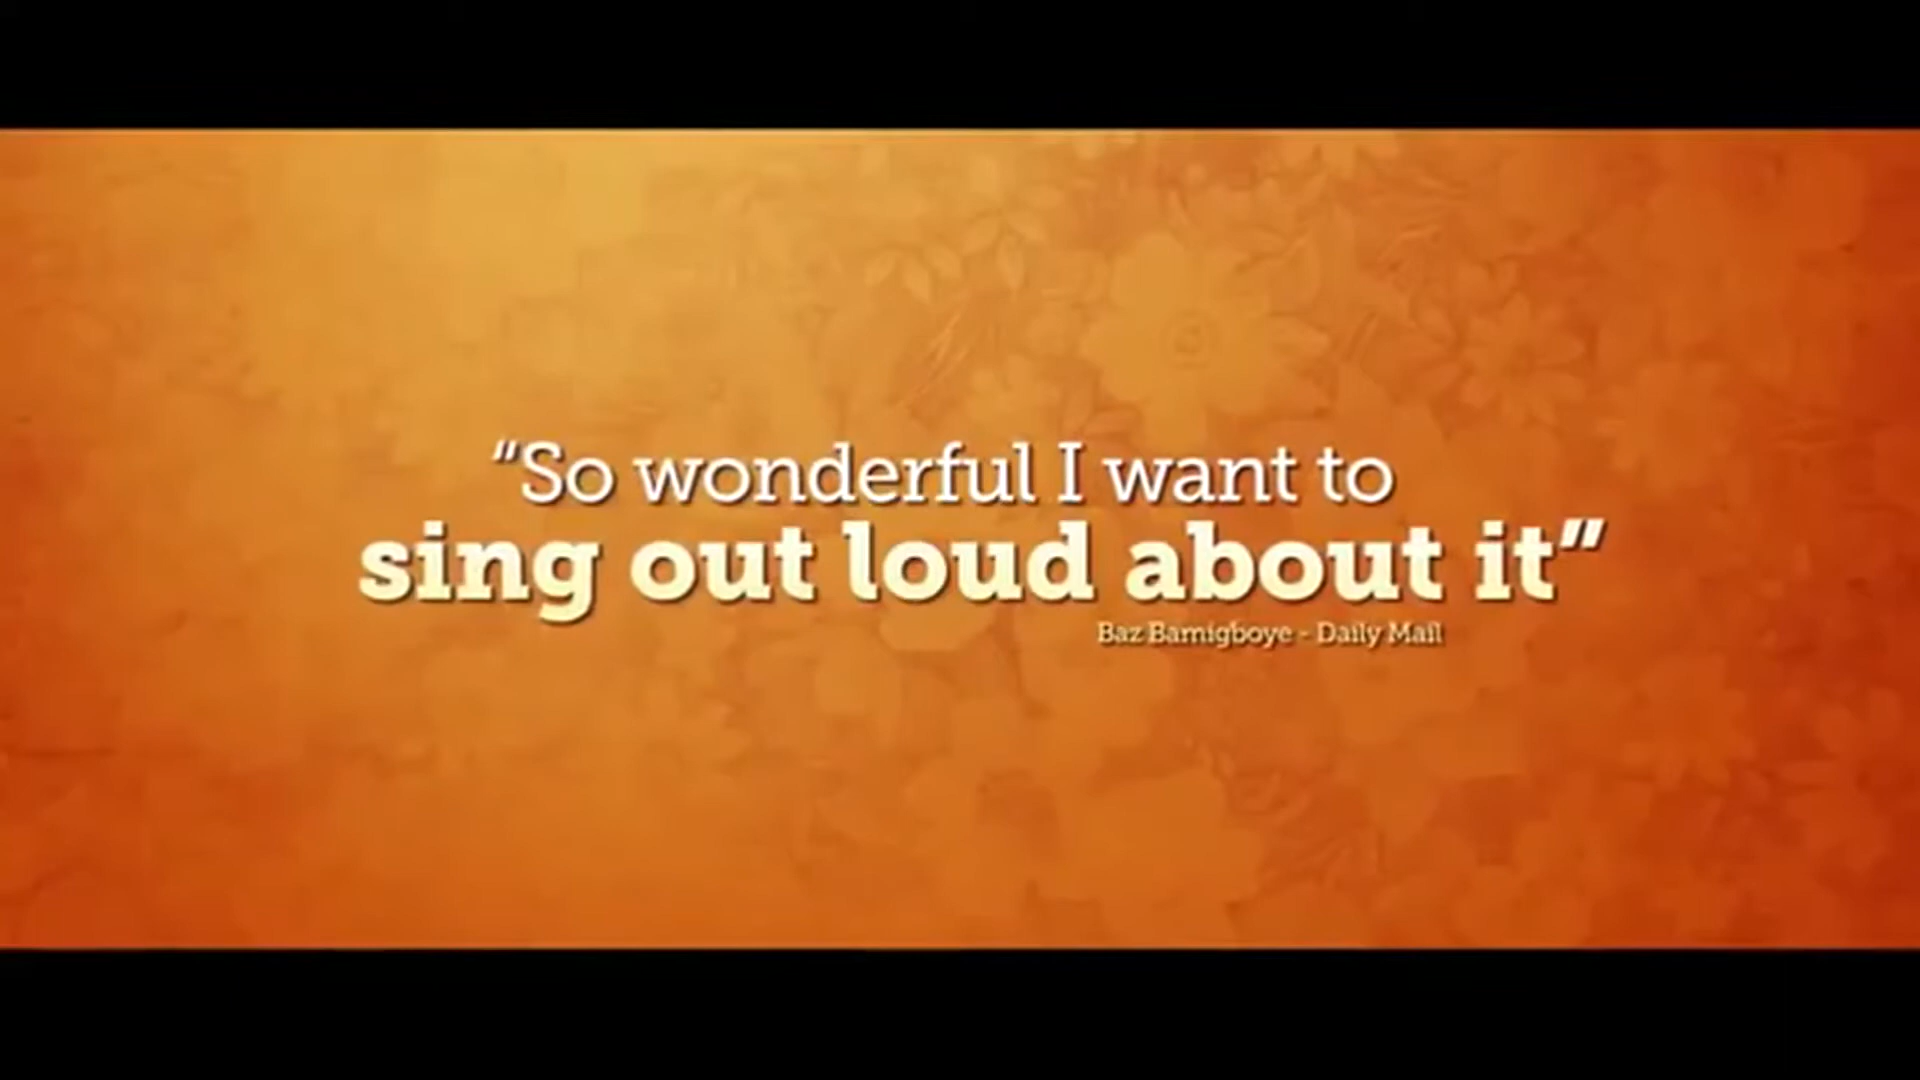 “So wonderful I want to
sing out loud about it”
Baz Bamigboye - Daily Mail